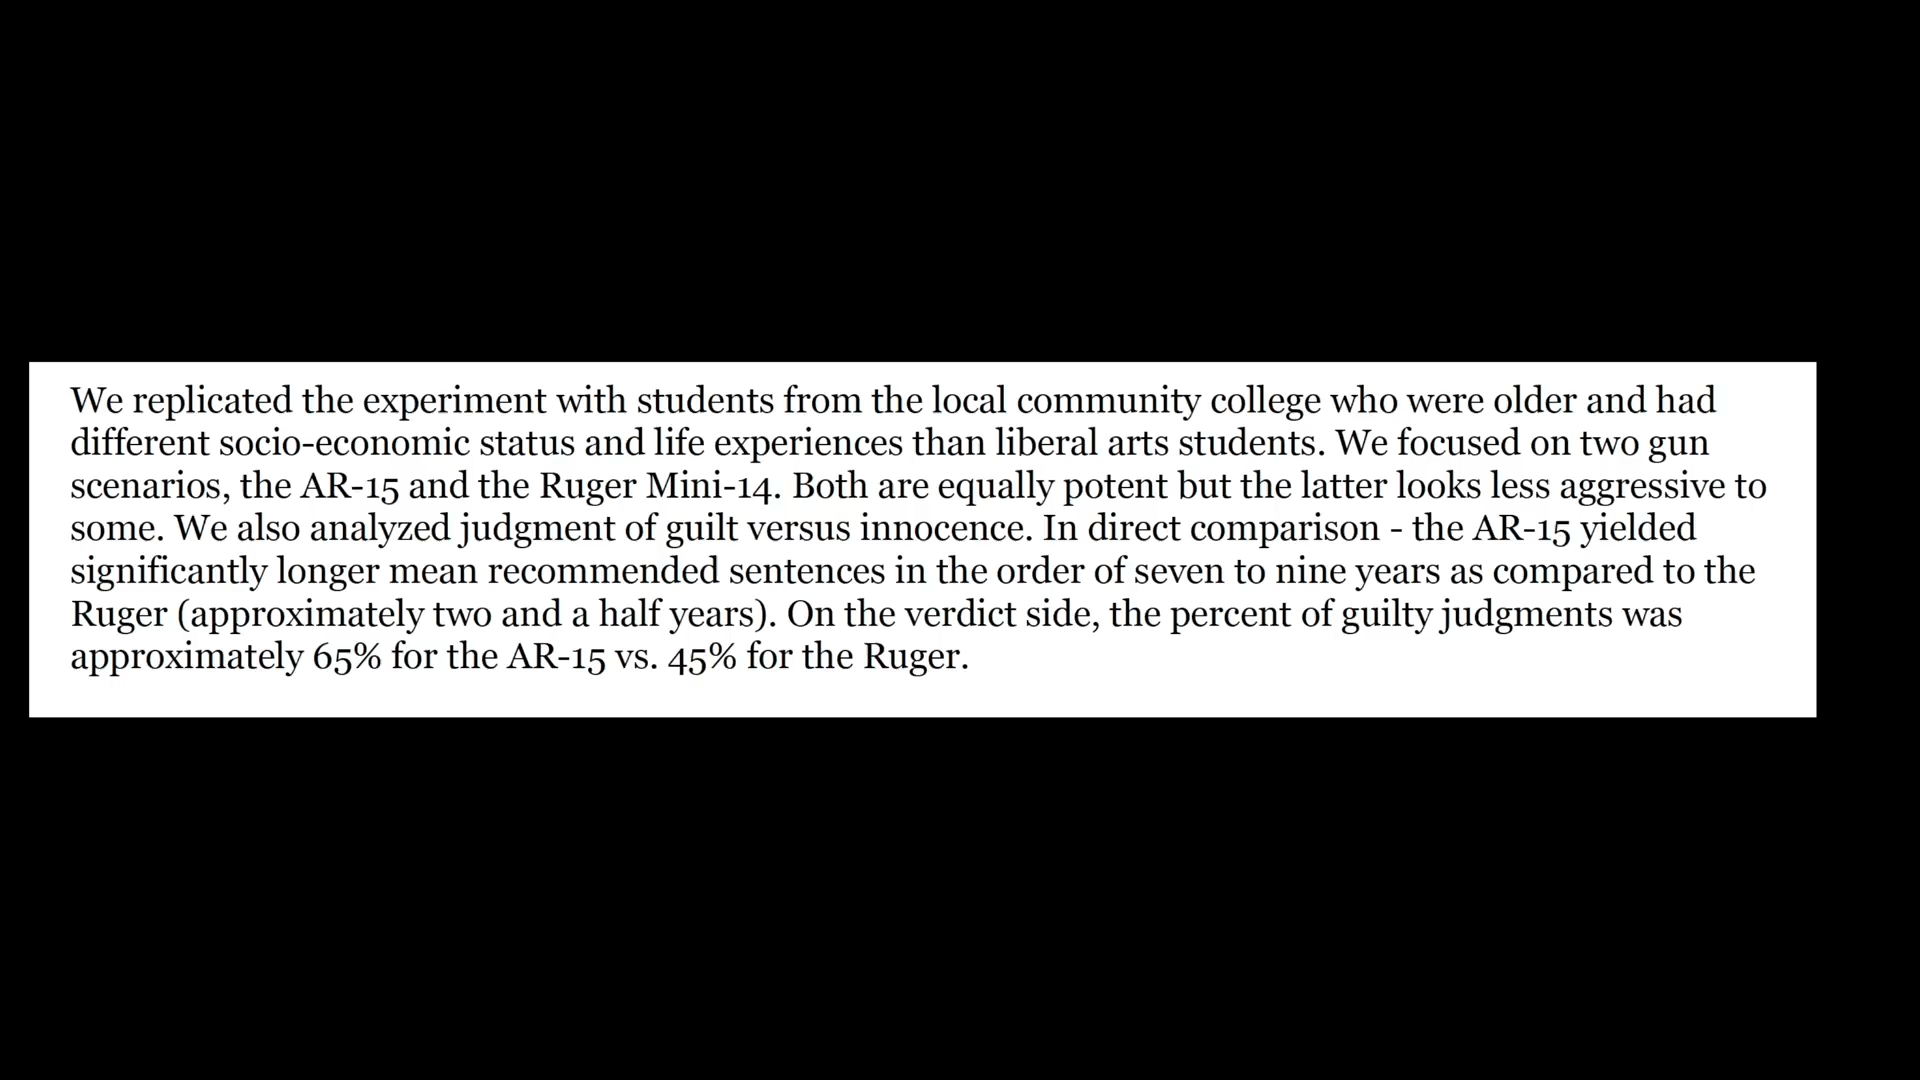 We replicated the experiment with students from the local community college who were older and had
different socio-economic status and life experiences than liberal arts students. We focused on two gun
scenarios, the AR-15 and the Ruger Mini-14. Both are equally potent but the latter looks less aggressive to
some. We also analyzed judgment of guilt versus innocence. In direct comparison - the AR-15 yielded
significantly longer mean recommended sentences in the order of seven to nine years as compared to the
Ruger (approximately two and a half years). On the verdict side, the percent of guilty judgments was
approximately 65% for the AR-15 vs. 45% for the Ruger.